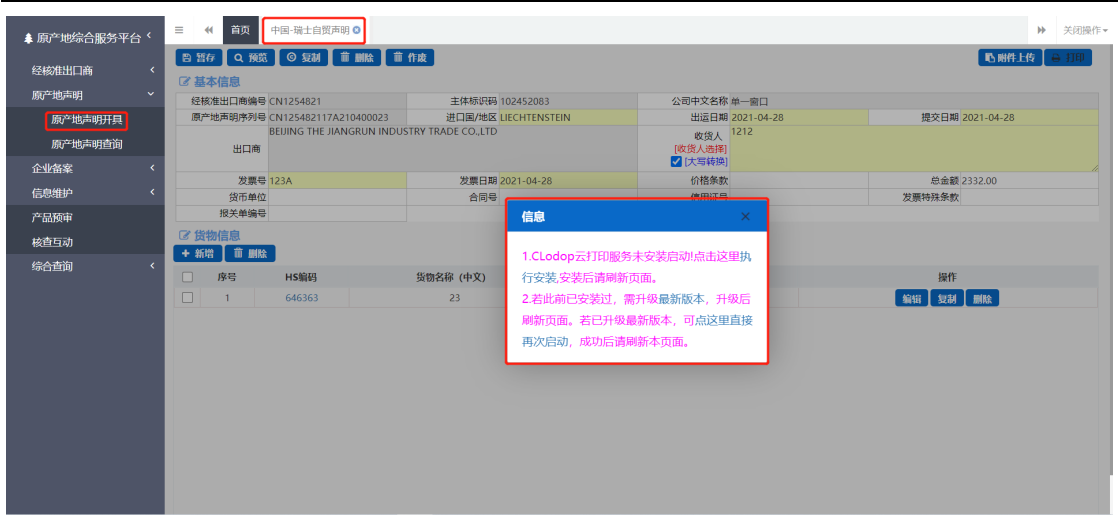 原产地综合服务平台
首页 中国-瑞士自贸声明 关闭操作
暂存 预览 复制 删除 作废 附件上传 打印
经核准出口商
原产地声明
原产地声明开具
原产地声明查询
企业备案
信息维护
产品预审
核查互动
综合查询
基本信息
经核准出口商编号 CN1254821 主体标识码 102452083 公司中文名称 单一窗口
原产地声明序列号 CN125482117A210400023 进口国/地区 LIECHTENSTEIN 出运日期 2021-04-28 提交日期 2021-04-28
出口商 BEIJING THE JIANGRUN INDUSTRY TRADE CO.,LTD 收货人 1212
[收货人选择]
[大写转换]
发票号 123A 发票日期 2021-04-28 价格条款 总金额 2332.00
货币单位 合同号 信用证号 发票特殊条款
报关单编号
货物信息
新增 删除
序号 HS编码 货物名称（中文） 操作
1 646363 23 编辑 复制 删除
信息
1.CLodop云打印服务未安装启动!点击这里执
行安装,安装后请刷新页面。
2.若此前已安装过，需升级最新版本，升级后
刷新页面。若已升级最新版本，可点这里直接
再次启动，成功后请刷新本页面。